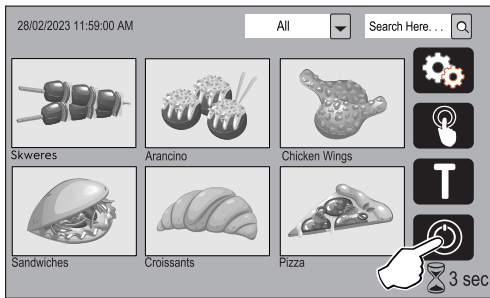 28/02/2023 11:59:00 AM
All
Search Here. . .
Skweres
Arancino
Chicken Wings
T
Sandwiches
Croissants
Pizza
3 sec